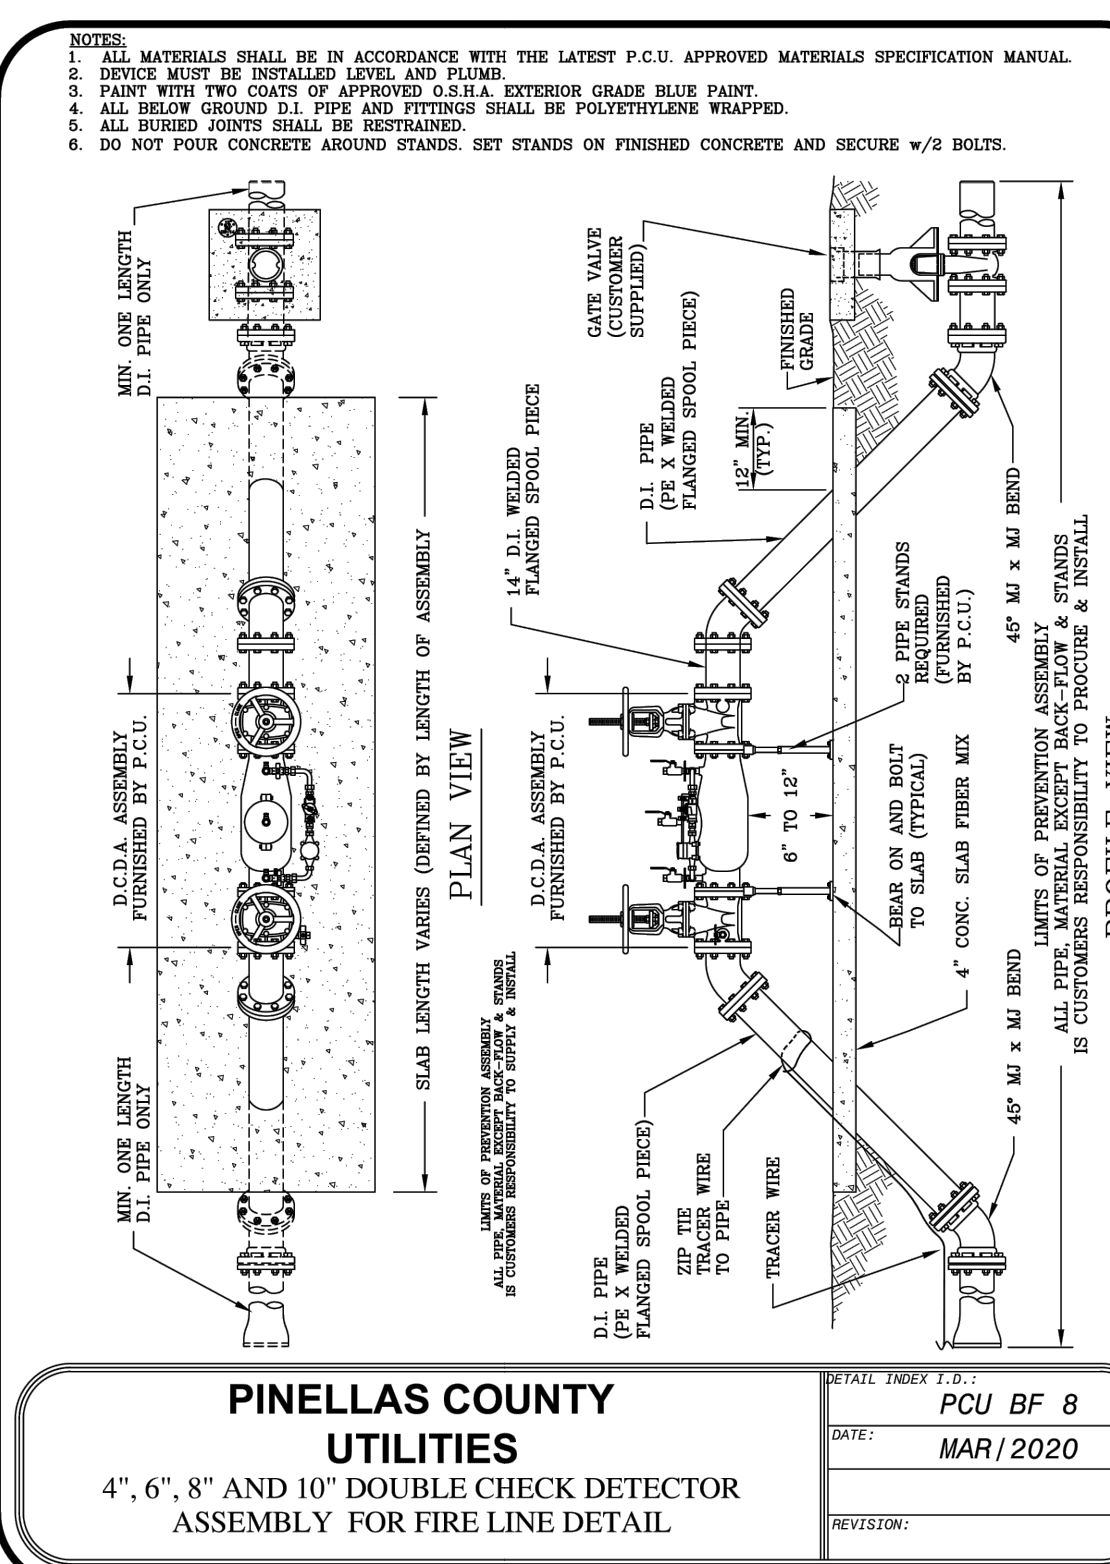 NOTES:
1. ALL MATERIALS SHALL BE IN ACCORDANCE WITH THE LATEST P.C.U. APPROVED MATERIALS SPECIFICATION MANUAL.
2. DEVICE MUST BE INSTALLED LEVEL AND PLUMB.
3. PAINT WITH TWO COATS OF APPROVED O.S.H.A. EXTERIOR GRADE BLUE PAINT.
4. ALL BELOW GROUND D.I. PIPE AND FITTINGS SHALL BE POLYETHYLENE WRAPPED.
5. ALL BURIED JOINTS SHALL BE RESTRAINED.
6. DO NOT POUR CONCRETE AROUND STANDS. SET STANDS ON FINISHED CONCRETE AND SECURE w/2 BOLTS.
MIN. ONE LENGTH
D.I. PIPE ONLY
D.C.D.A. ASSEMBLY
FURNISHED BY P.C.U.
MIN. ONE LENGTH
D.I. PIPE ONLY
SLAB LENGTH VARIES (DEFINED BY LENGTH OF ASSEMBLY
PLAN VIEW
LIMITS OF PREVENTION ASSEMBLY
ALL PIPE, MATERIAL EXCEPT BACK-FLOW & STANDS
IS CUSTOMERS RESPONSIBILITY TO SUPPLY & INSTALL
14" D.I. WELDED
FLANGED SPOOL PIECE
D.C.D.A. ASSEMBLY
FURNISHED BY P.C.U.
GATE VALVE
(CUSTOMER
SUPPLIED)
D.I. PIPE
(PE X WELDED
FLANGED SPOOL PIECE)
12" MIN.
(TYP.)
FINISHED
GRADE
6" TO 12"
D.I. PIPE
(PE X WELDED
FLANGED SPOOL PIECE)
ZIP TIE
TRACER WIRE
TO PIPE
TRACER WIRE
2 PIPE STANDS
REQUIRED
(FURNISHED
BY P.C.U.)
BEAR ON AND BOLT
TO SLAB (TYPICAL)
4" CONC. SLAB FIBER MIX
45° MJ x MJ BEND
45° MJ x MJ BEND
LIMITS OF PREVENTION ASSEMBLY
ALL PIPE, MATERIAL EXCEPT BACK-FLOW & STANDS
IS CUSTOMERS RESPONSIBILITY TO PROCURE & INSTALL
PINELLAS COUNTY
UTILITIES
4", 6", 8" AND 10" DOUBLE CHECK DETECTOR
ASSEMBLY FOR FIRE LINE DETAIL
DETAIL INDEX I.D.:
PCU BF 8
DATE:
MAR/2020
REVISION: